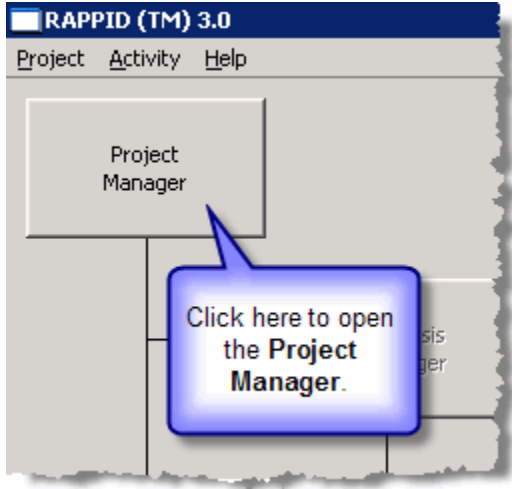 RAPPID (TM) 3.0
Project Activity Help
Project
Manager
Click here to open
the Project
Manager.